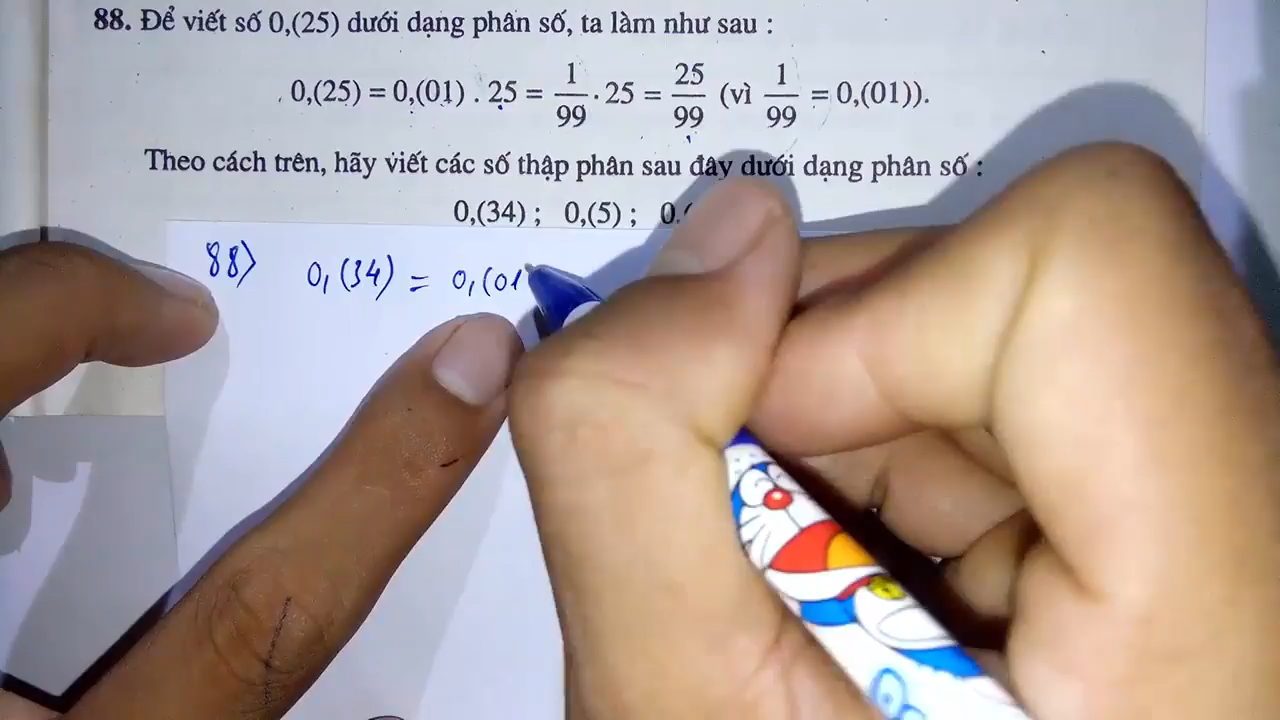 88. Để viết số 0,(25) dưới dạng phân số, ta làm như sau :
0,(25) = 0,(01) . 25 = 1/99 . 25 = 25/99 (vì 1/99 = 0,(01)).
Theo cách trên, hãy viết các số thập phân sau đây dưới dạng phân số :
0,(34) ; 0,(5) ; 0,(
88) 0,(34) = 0,(01